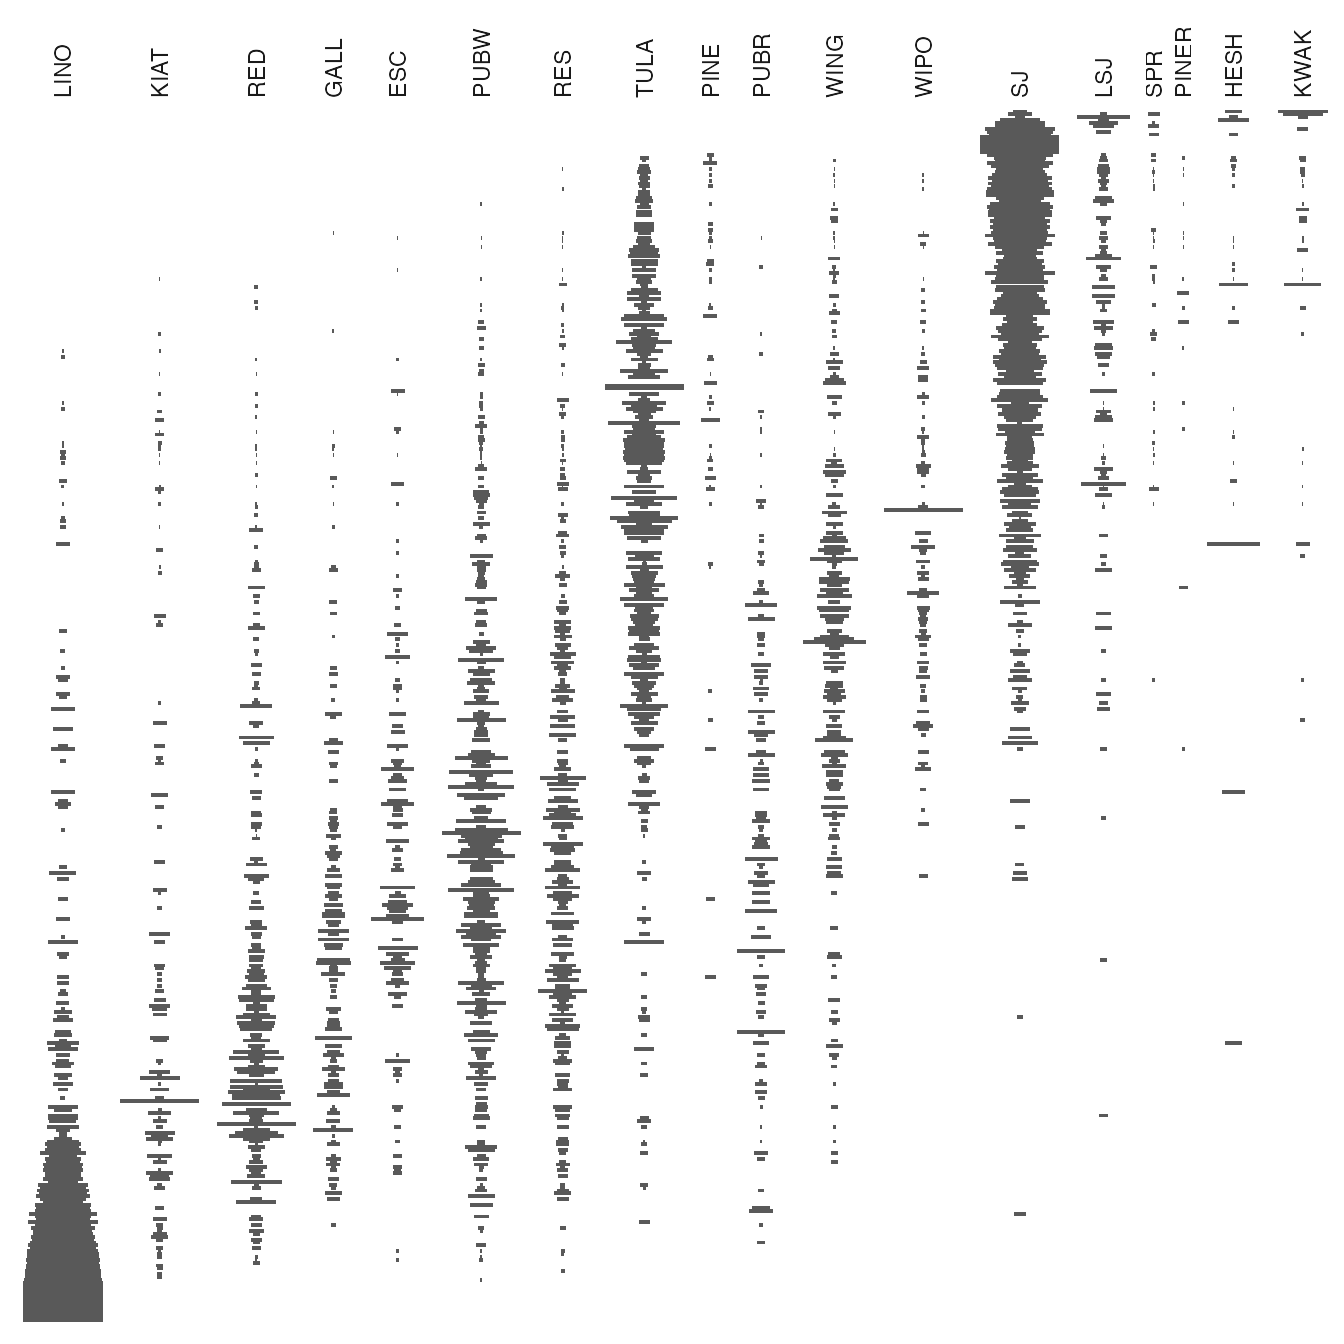 LINO
KIAT
RED
GALL
ESC
PUBW
RES
TULA
PINE
PUBR
WING
WIPO
SJ
LSJ
SPR
PINER
HESH
KWAK